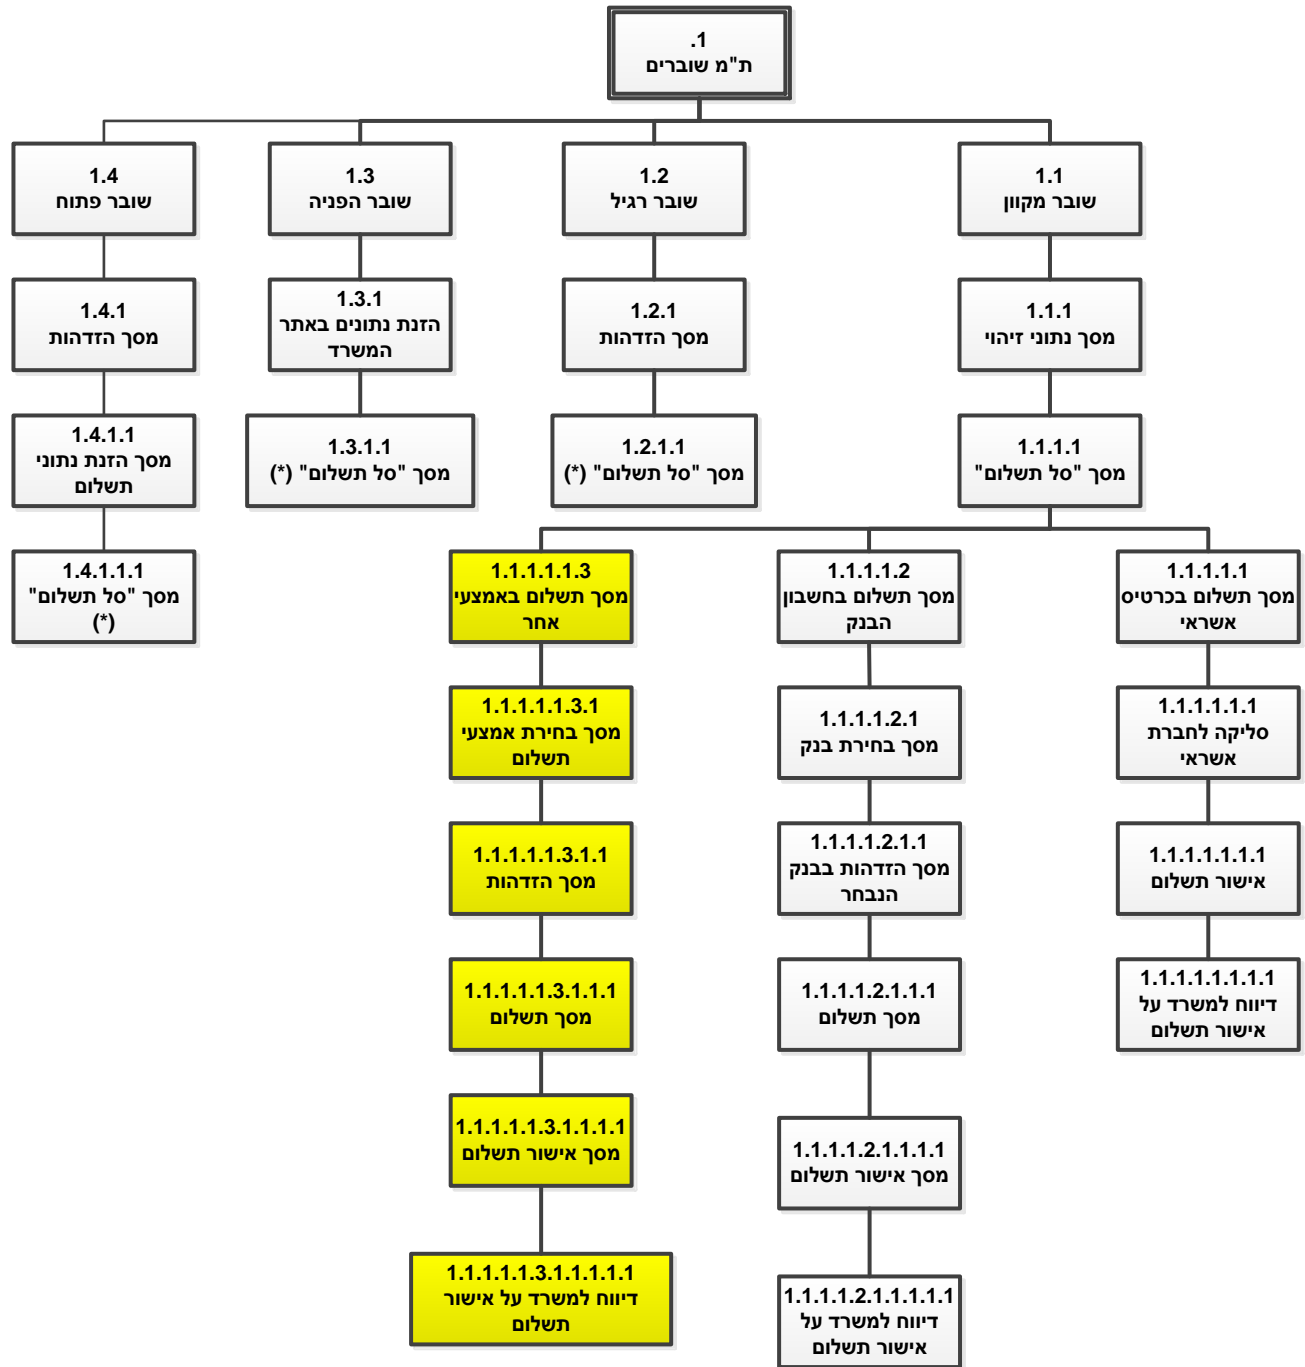 .1
ת"מ שוברים
1.1
שובר מקוון
1.2
שובר רגיל
1.3
שובר הפניה
1.4
שובר פתוח
1.1.1
מסך נתוני זיהוי
1.2.1
מסך הזדהות
1.3.1
הזנת נתונים באתר
המשרד
1.4.1
מסך הזדהות
1.1.1.1
מסך "סל תשלום"
1.2.1.1
מסך "סל תשלום" (*)
1.3.1.1
מסך "סל תשלום" (*)
1.4.1.1
מסך הזנת נתוני
תשלום
1.4.1.1.1
מסך "סל תשלום"
(*)
1.1.1.1.1
מסך תשלום בכרטיס
אשראי
1.1.1.1.2
מסך תשלום בחשבון
הבנק
1.1.1.1.1.3
מסך תשלום באמצעי
אחר
1.1.1.1.1.1
סליקה לחברת
אשראי
1.1.1.1.2.1
מסך בחירת בנק
1.1.1.1.1.3.1
מסך בחירת אמצעי
תשלום
1.1.1.1.1.1.1
אישור תשלום
1.1.1.1.2.1.1
מסך הזדהות בבנק
הנבחר
1.1.1.1.1.3.1.1
מסך הזדהות
1.1.1.1.1.1.1.1
דיווח למשרד על
אישור תשלום
1.1.1.1.2.1.1.1
מסך תשלום
1.1.1.1.1.3.1.1.1
מסך תשלום
1.1.1.1.2.1.1.1.1
מסך אישור תשלום
1.1.1.1.1.3.1.1.1.1
מסך אישור תשלום
1.1.1.1.2.1.1.1.1.1
דיווח למשרד על
אישור תשלום
1.1.1.1.1.3.1.1.1.1.1
דיווח למשרד על אישור
תשלום